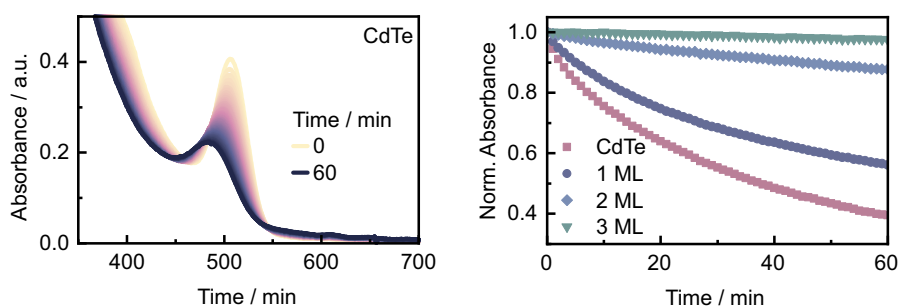 Absorbance / a.u.
0.4
0.2
0.0
CdTe
Time / min
0
60
400
500
600
700
Time / min
Norm. Absorbance
1.0
0.8
0.6
0.4
CdTe
1 ML
2 ML
3 ML
0
20
40
60
Time / min